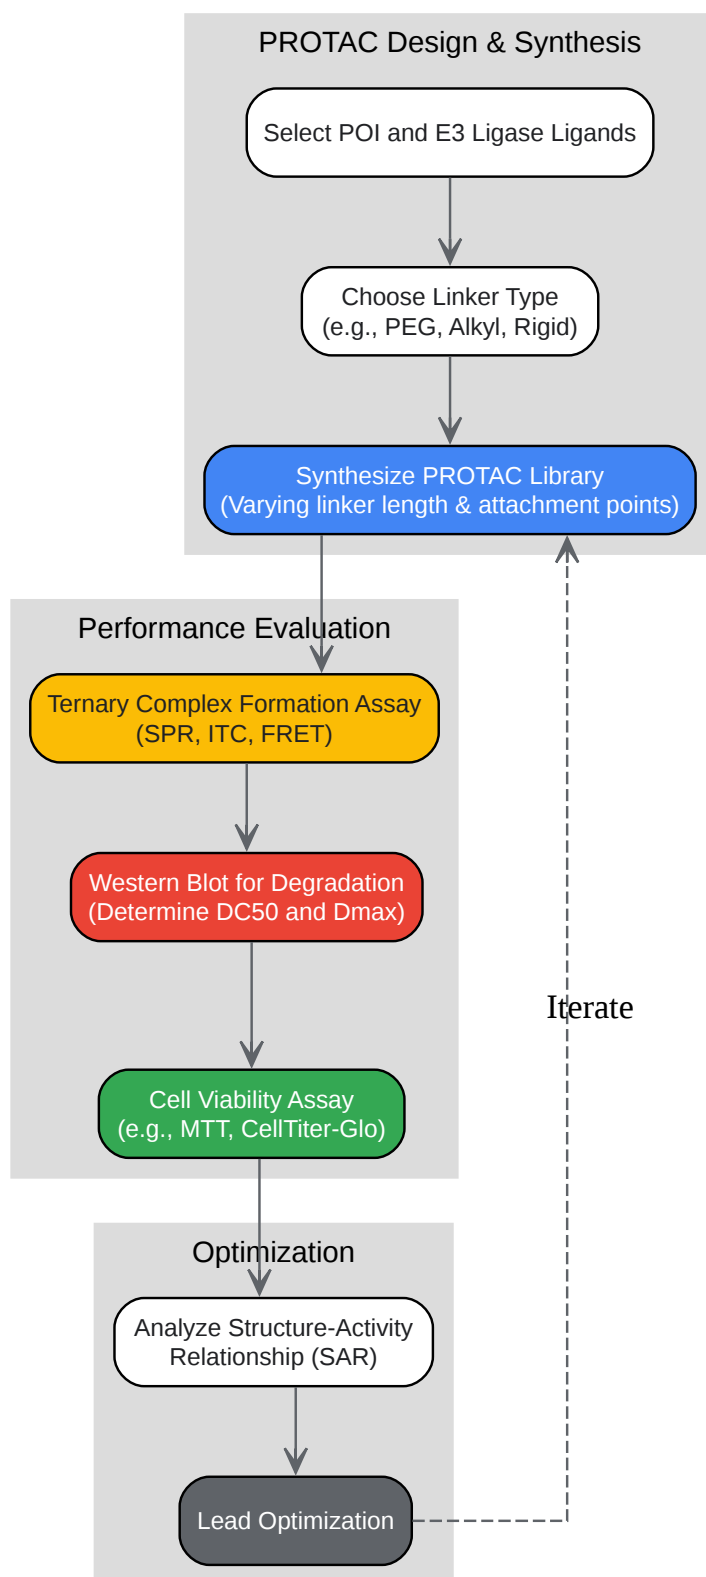 PROTAC Design & Synthesis
Select POI and E3 Ligase Ligands
Choose Linker Type
(e.g., PEG, Alkyl, Rigid)
Synthesize PROTAC Library
(Varying linker length & attachment points)
Performance Evaluation
Ternary Complex Formation Assay
(SPR, ITC, FRET)
Western Blot for Degradation
(Determine DC50 and Dmax)
Iterate
Cell Viability Assay
(e.g., MTT, CellTiter-Glo)
Optimization
Analyze Structure-Activity
Relationship (SAR)
Lead Optimization